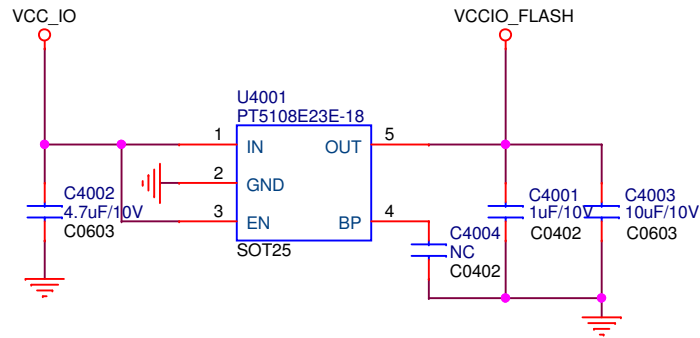 VCC_IO
VCCIO_FLASH
U4001
PT5108E23E-18
1 IN OUT 5
2 GND
3 EN BP 4
SOT25
C4002
4.7uF/10V
C0603
C4004
NC
C0402
C4001
1uF/10V
C0402
C4003
10uF/10V
C0603